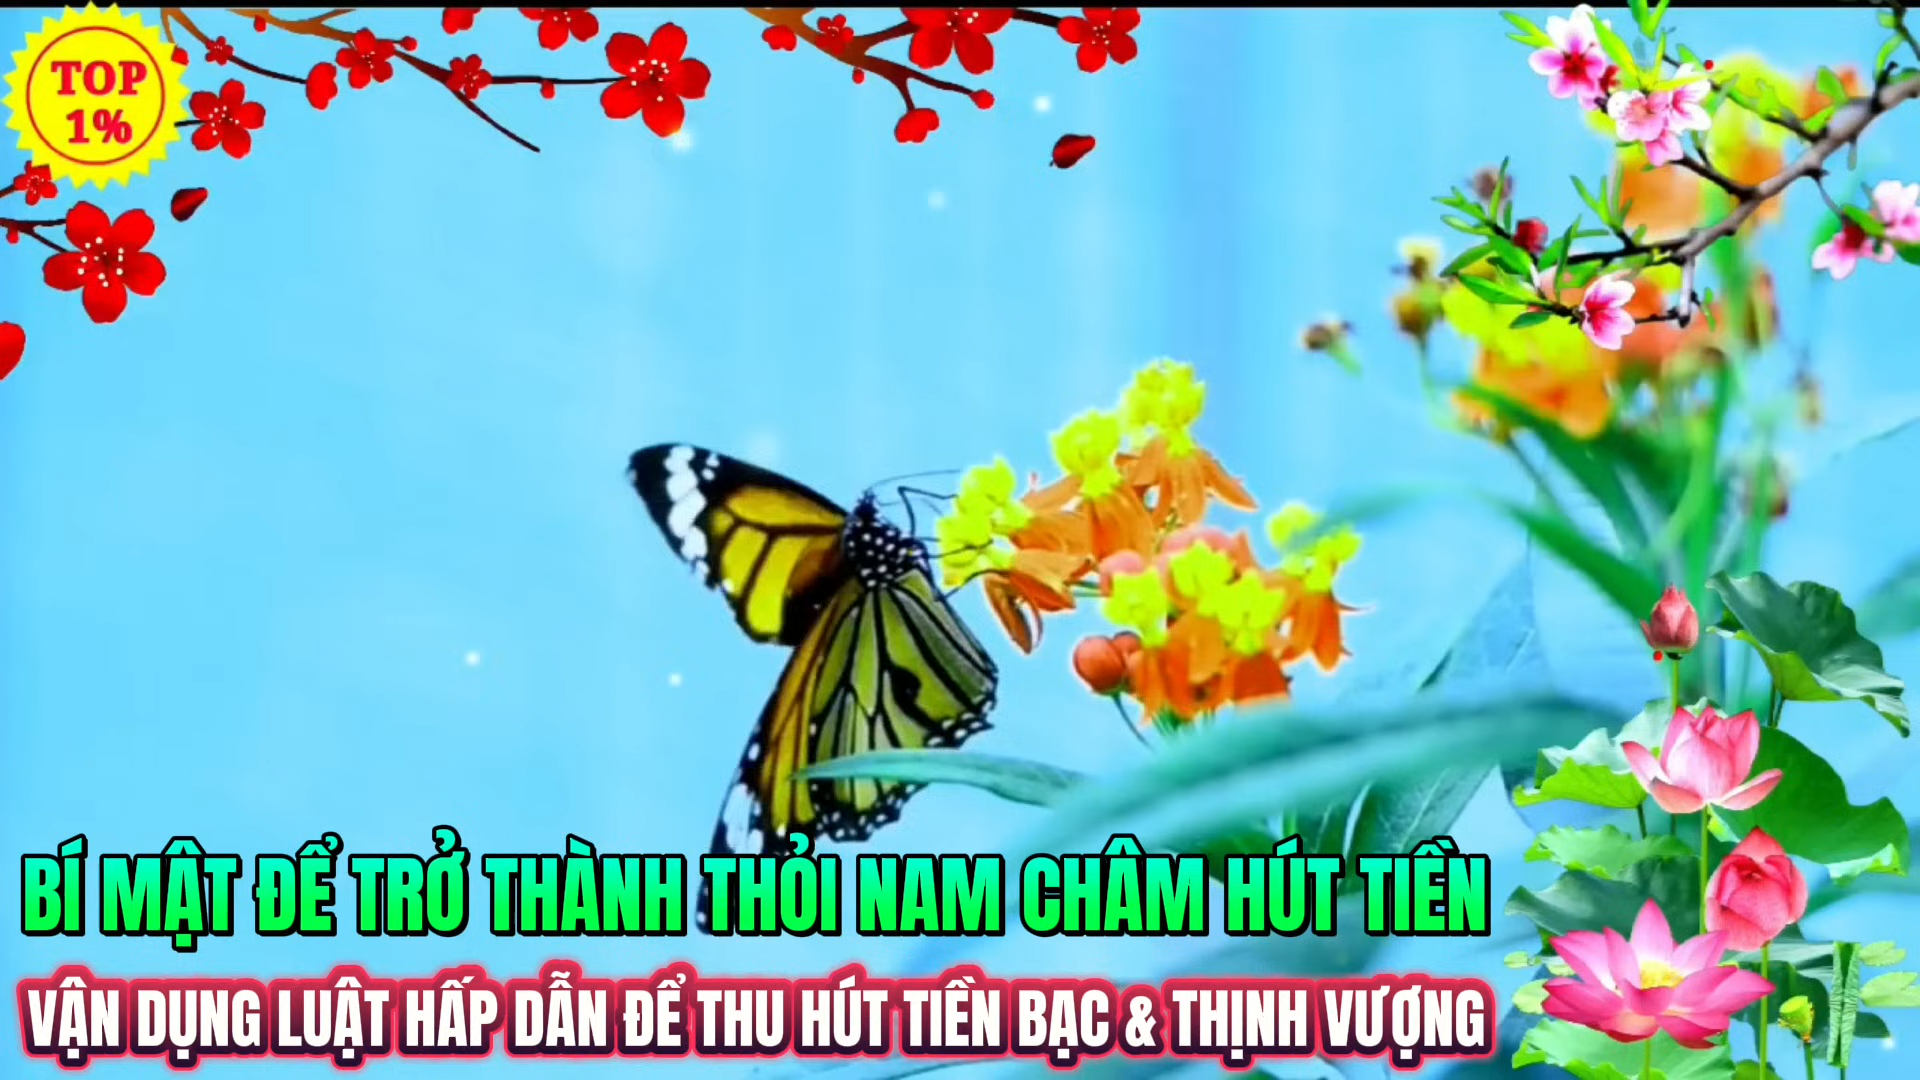 TOP
1%
BÍ MẬT ĐỂ TRỞ THÀNH THỎI NAM CHÂM HÚT TIỀN
VẬN DỤNG LUẬT HẤP DẪN ĐỂ THU HÚT TIỀN BẠC & THỊNH VƯỢNG